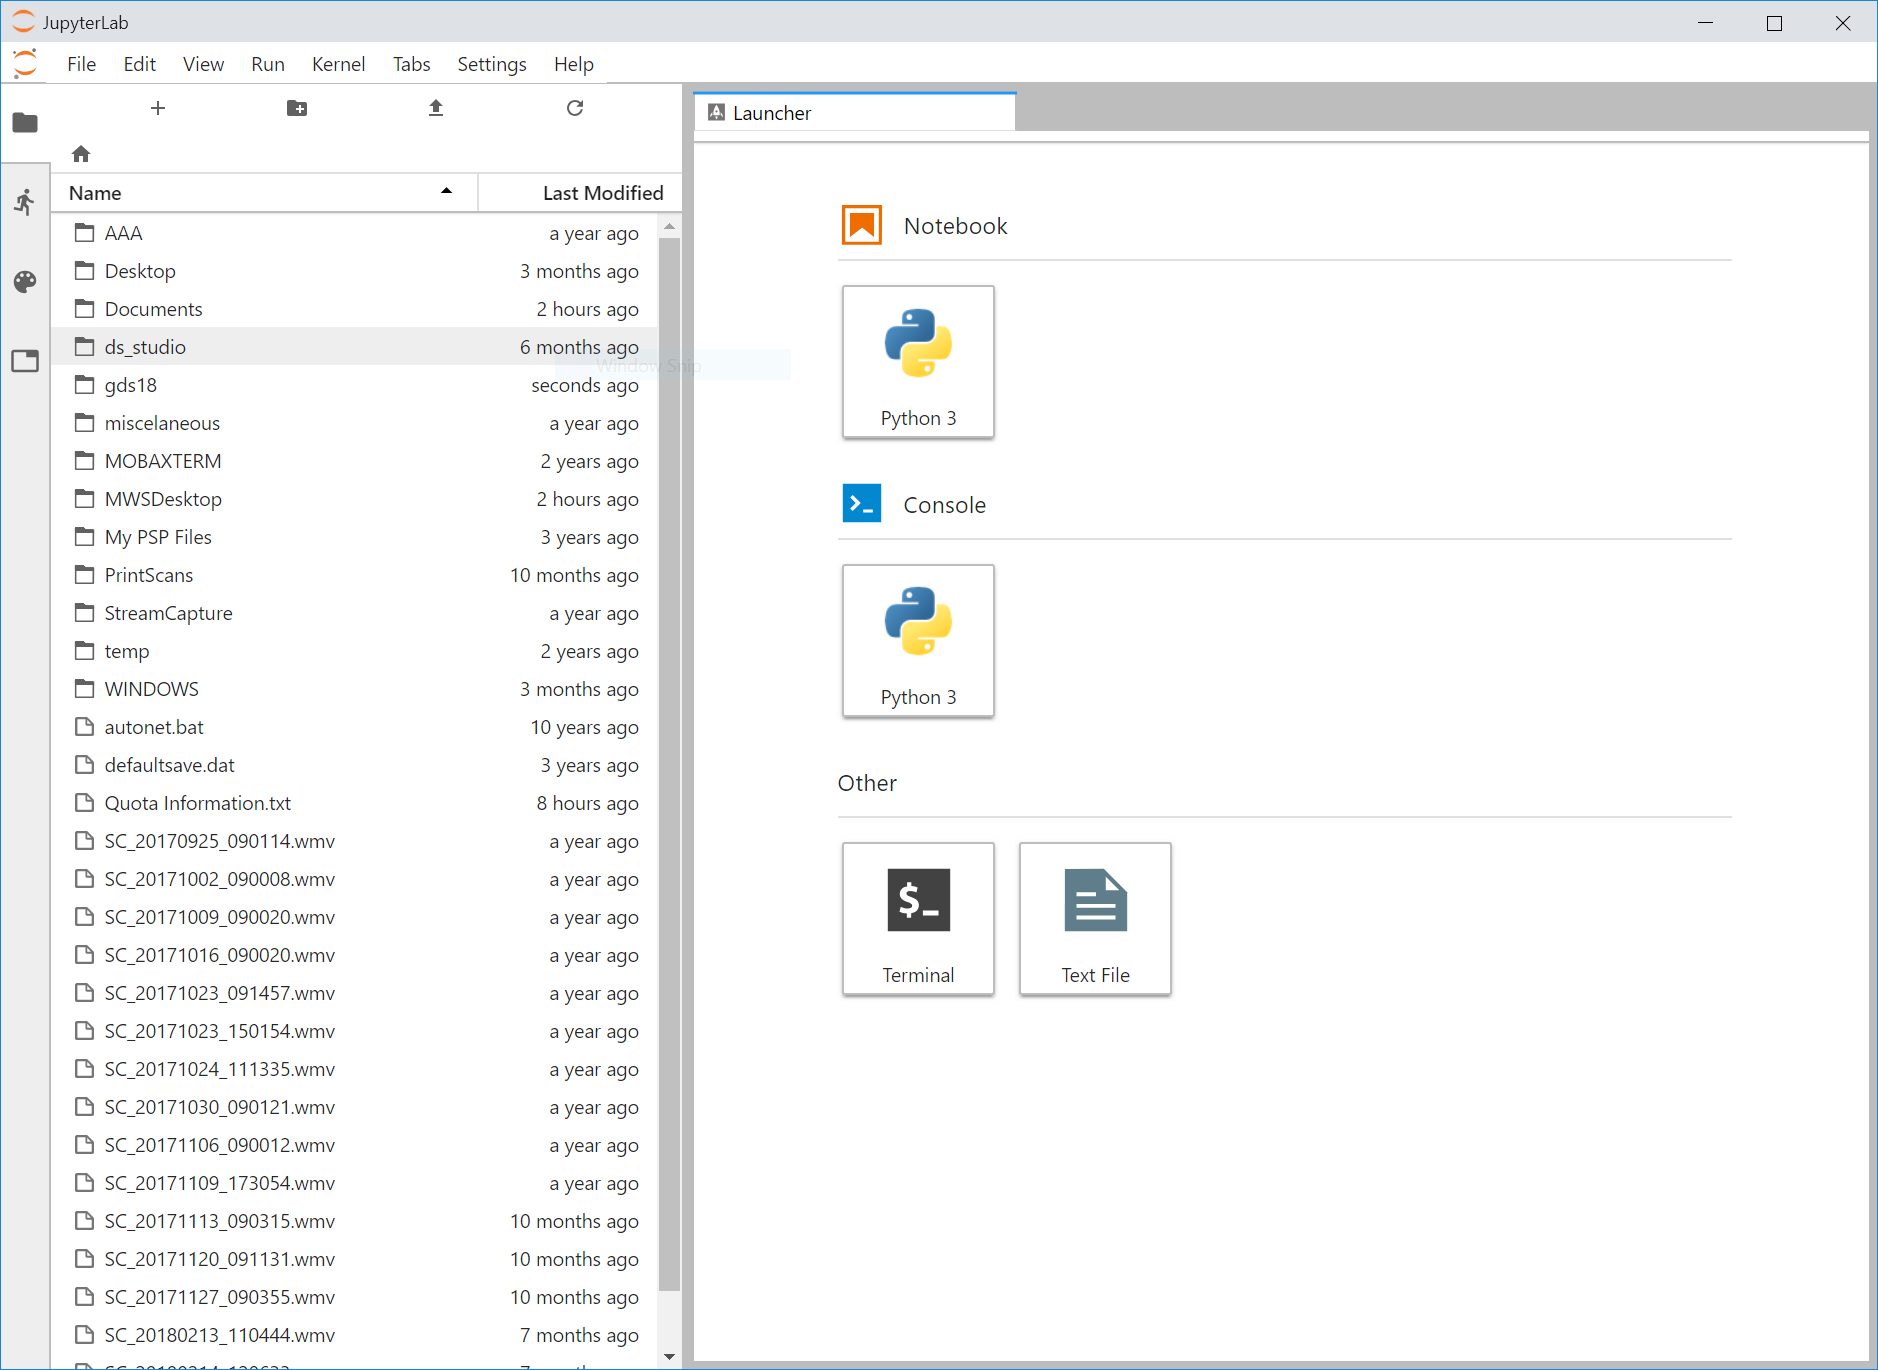 JupyterLab
File Edit View Run Kernel Tabs Settings Help
Launcher
Name Last Modified
AAA a year ago
Desktop 3 months ago
Documents 2 hours ago
ds_studio 6 months ago
Window Snip
gds18 seconds ago
miscelaneous a year ago
MOBAXTERM 2 years ago
MWSDesktop 2 hours ago
My PSP Files 3 years ago
PrintScans 10 months ago
StreamCapture a year ago
temp 2 years ago
WINDOWS 3 months ago
autonet.bat 10 years ago
defaultsave.dat 3 years ago
Quota Information.txt 8 hours ago
SC_20170925_090114.wmv a year ago
SC_20171002_090008.wmv a year ago
SC_20171009_090020.wmv a year ago
SC_20171016_090020.wmv a year ago
SC_20171023_091457.wmv a year ago
SC_20171023_150154.wmv a year ago
SC_20171024_111335.wmv a year ago
SC_20171030_090121.wmv a year ago
SC_20171106_090012.wmv a year ago
SC_20171109_173054.wmv a year ago
SC_20171113_090315.wmv 10 months ago
SC_20171120_091131.wmv 10 months ago
SC_20171127_090355.wmv 10 months ago
SC_20180213_110444.wmv 7 months ago
Notebook
Python 3
Console
Python 3
Other
$_
Terminal
Text File